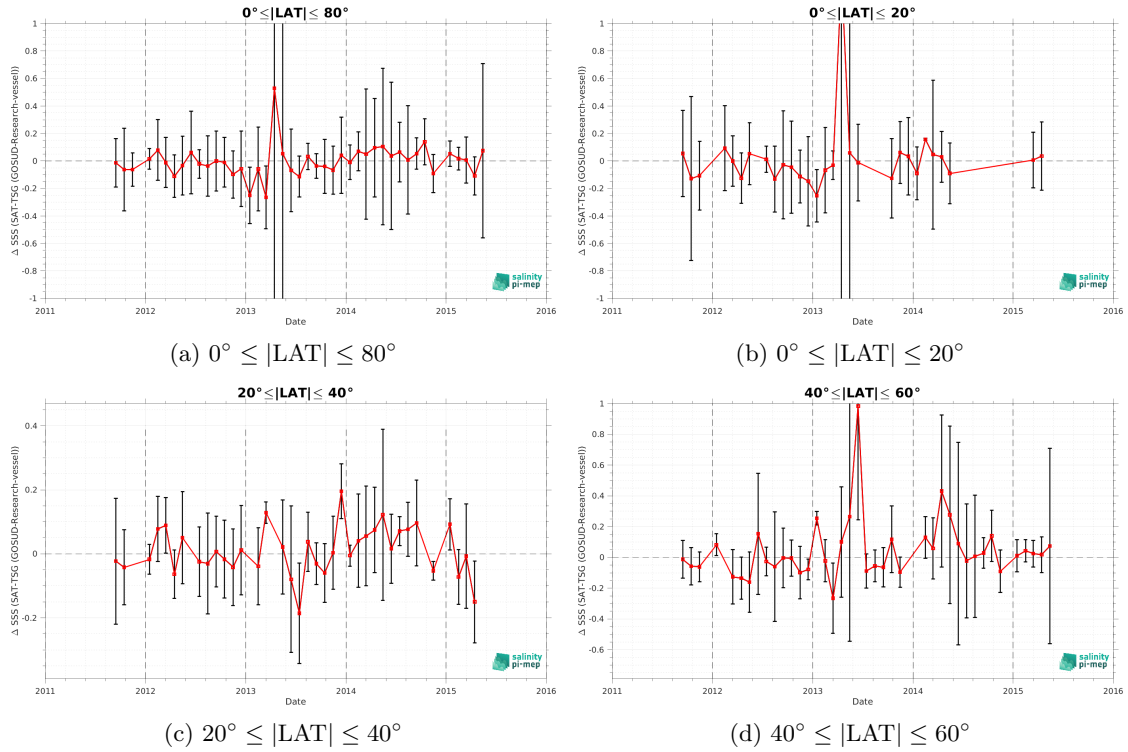 0°≤|LAT|≤ 80°
Δ SSS (SAT-TSG (GOSUD-Research-vessel))
1
0.8
0.6
0.4
0.2
0
-0.2
-0.4
-0.6
-0.8
-1
2011 2012 2013 2014 2015 2016
Date
salinity
pi-mep
(a) 0° ≤ |LAT| ≤ 80°
0°≤|LAT|≤ 20°
Δ SSS (SAT-TSG (GOSUD-Research-vessel))
1
0.8
0.6
0.4
0.2
0
-0.2
-0.4
-0.6
-0.8
-1
2011 2012 2013 2014 2015 2016
Date
salinity
pi-mep
(b) 0° ≤ |LAT| ≤ 20°
20°≤|LAT|≤ 40°
Δ SSS (SAT-TSG (GOSUD-Research-vessel))
0.4
0.2
0
-0.2
2011 2012 2013 2014 2015 2016
Date
salinity
pi-mep
(c) 20° ≤ |LAT| ≤ 40°
40°≤|LAT|≤ 60°
Δ SSS (SAT-TSG (GOSUD-Research-vessel))
1
0.8
0.6
0.4
0.2
0
-0.2
-0.4
-0.6
2011 2012 2013 2014 2015 2016
Date
salinity
pi-mep
(d) 40° ≤ |LAT| ≤ 60°